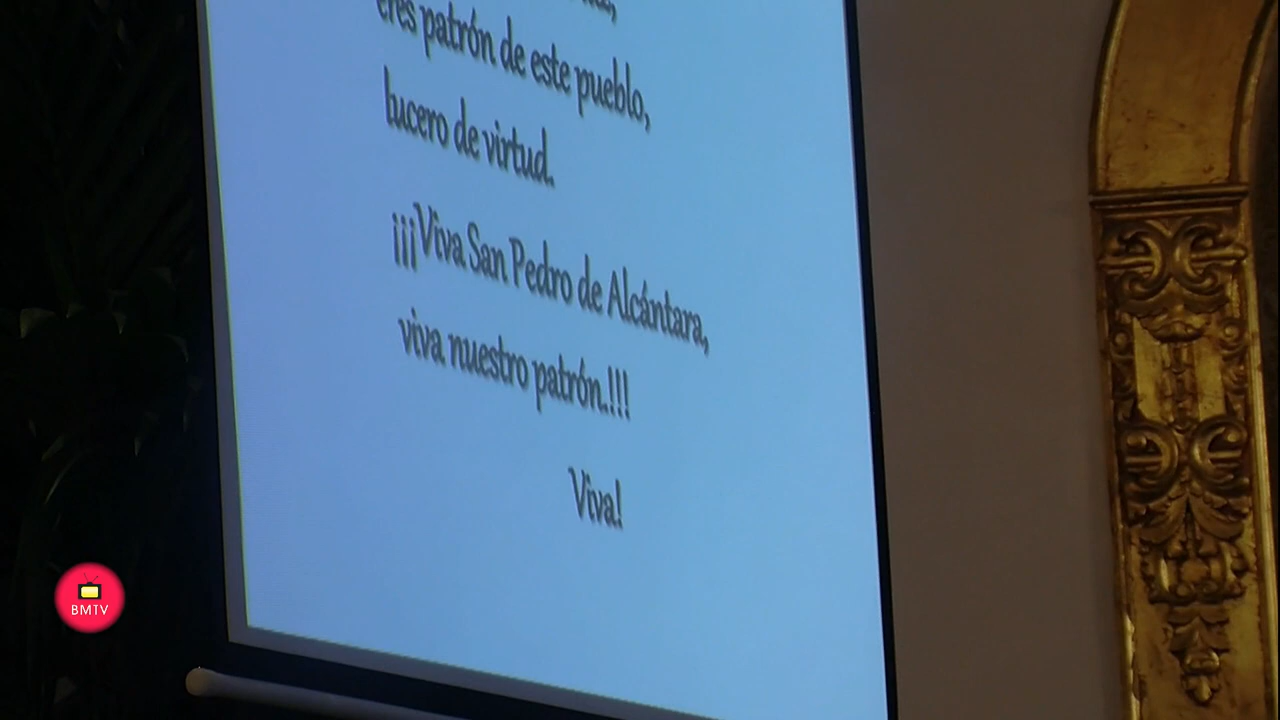 eres patrón de este pueblo,
lucero de virtud.
¡¡¡Viva San Pedro de Alcántara,
viva nuestro patrón.!!!
Viva!
BMTV